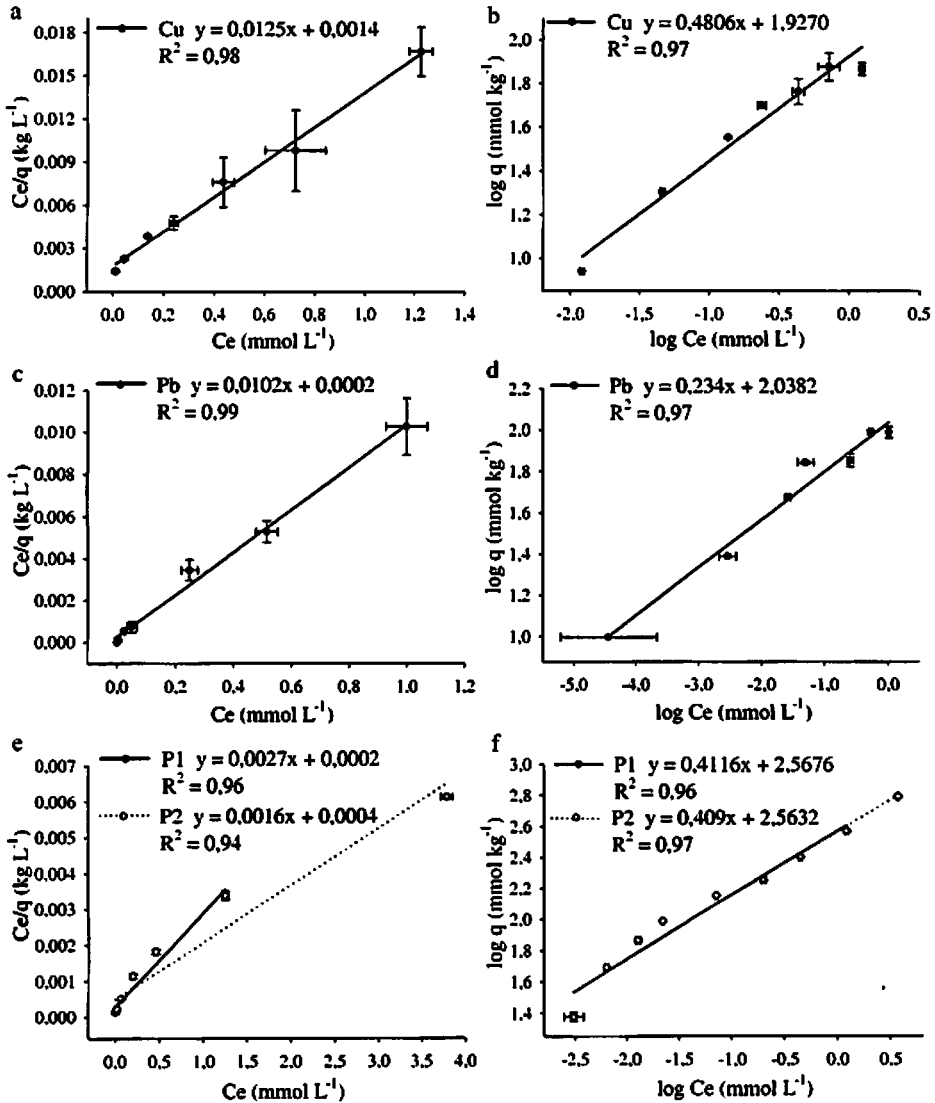 a
Cu y = 0,0125x + 0,0014
R² = 0,98
0.018
0.015
0.012
0.009
0.006
0.003
0.000
Ce/q (kg L⁻¹)
0,0 0,2 0,4 0,6 0,8 1,0 1,2 1,4
Ce (mmol L⁻¹)
b
Cu y = 0,4806x + 1,9270
R² = 0,97
2.0
1.8
1.6
1.4
1.2
1.0
log q (mmol kg⁻¹)
-2.0 -1.5 -1.0 -0.5 0.0 0.5
log Ce (mmol L⁻¹)
c
Pb y = 0,0102x + 0,0002
R² = 0,99
0.012
0.010
0.008
0.006
0.004
0.002
0.000
Ce/q (kg L⁻¹)
0.0 0.2 0.4 0.6 0.8 1.0 1.2
Ce (mmol L⁻¹)
d
Pb y = 0,234x + 2,0382
R² = 0,97
2.2
2.0
1.8
1.6
1.4
1.2
1.0
log q (mmol kg⁻¹)
-5.0 -4.0 -3.0 -2.0 -1.0 0.0
log Ce (mmol L⁻¹)
e
P1 y = 0,0027x + 0,0002
R² = 0,96
P2 y = 0,0016x + 0,0004
R² = 0,94
0.007
0.006
0.005
0.004
0.003
0.002
0.001
0.000
Ce/q (kg L⁻¹)
0.0 0.5 1.0 1.5 2.0 2.5 3.0 3.5 4.0
Ce (mmol L⁻¹)
f
P1 y = 0,4116x + 2,5676
R² = 0,96
P2 y = 0,409x + 2,5632
R² = 0,97
3.0
2.8
2.6
2.4
2.2
2.0
1.8
1.6
1.4
log q (mmol kg⁻¹)
-2.5 -2.0 -1.5 -1.0 -0.5 0.0 0.5
log Ce (mmol L⁻¹)